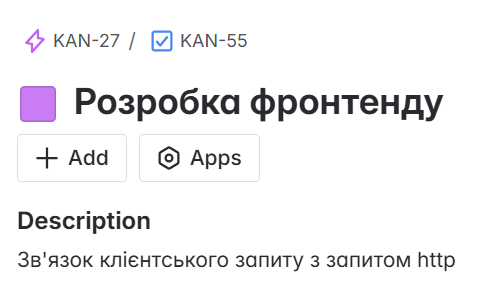 KAN-27 / KAN-55
Розробка фронтенду
Add Apps
Description
Зв'язок клієнтського запиту з запитом http